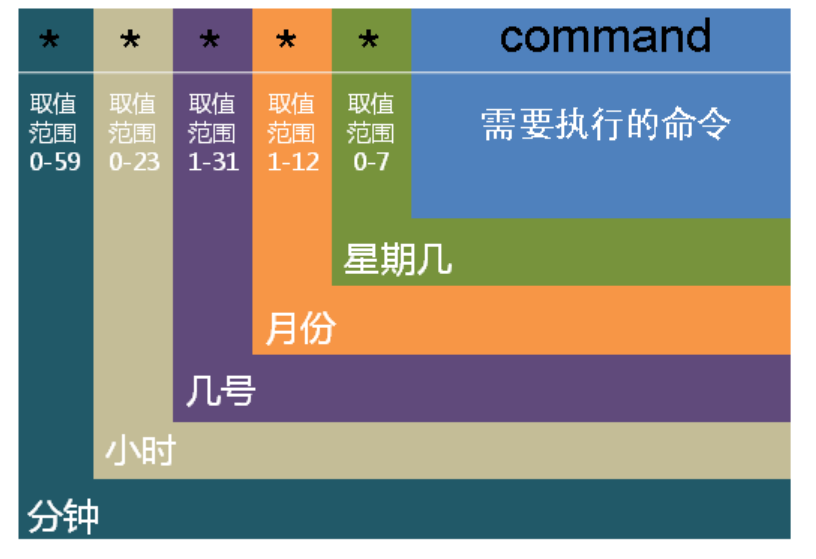 * * * * * command
取值 取值 取值 取值 取值
范围 范围 范围 范围 范围 需要执行的命令
0-59 0-23 1-31 1-12 0-7
星期几
月份
几号
小时
分钟